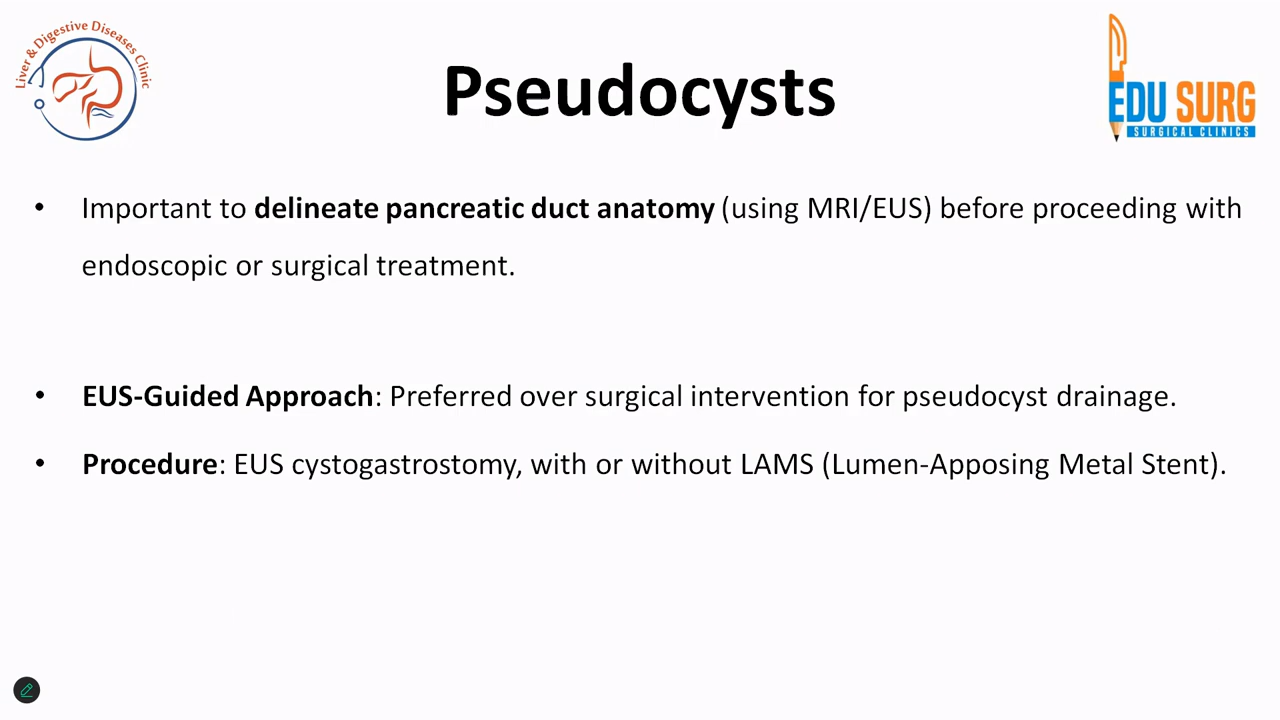 Liver & Digestive Diseases Clinic
Pseudocysts
EDU SURG
SURGICAL CLINICS
• Important to delineate pancreatic duct anatomy (using MRI/EUS) before proceeding with
endoscopic or surgical treatment.
• EUS-Guided Approach: Preferred over surgical intervention for pseudocyst drainage.
• Procedure: EUS cystogastrostomy, with or without LAMS (Lumen-Apposing Metal Stent).